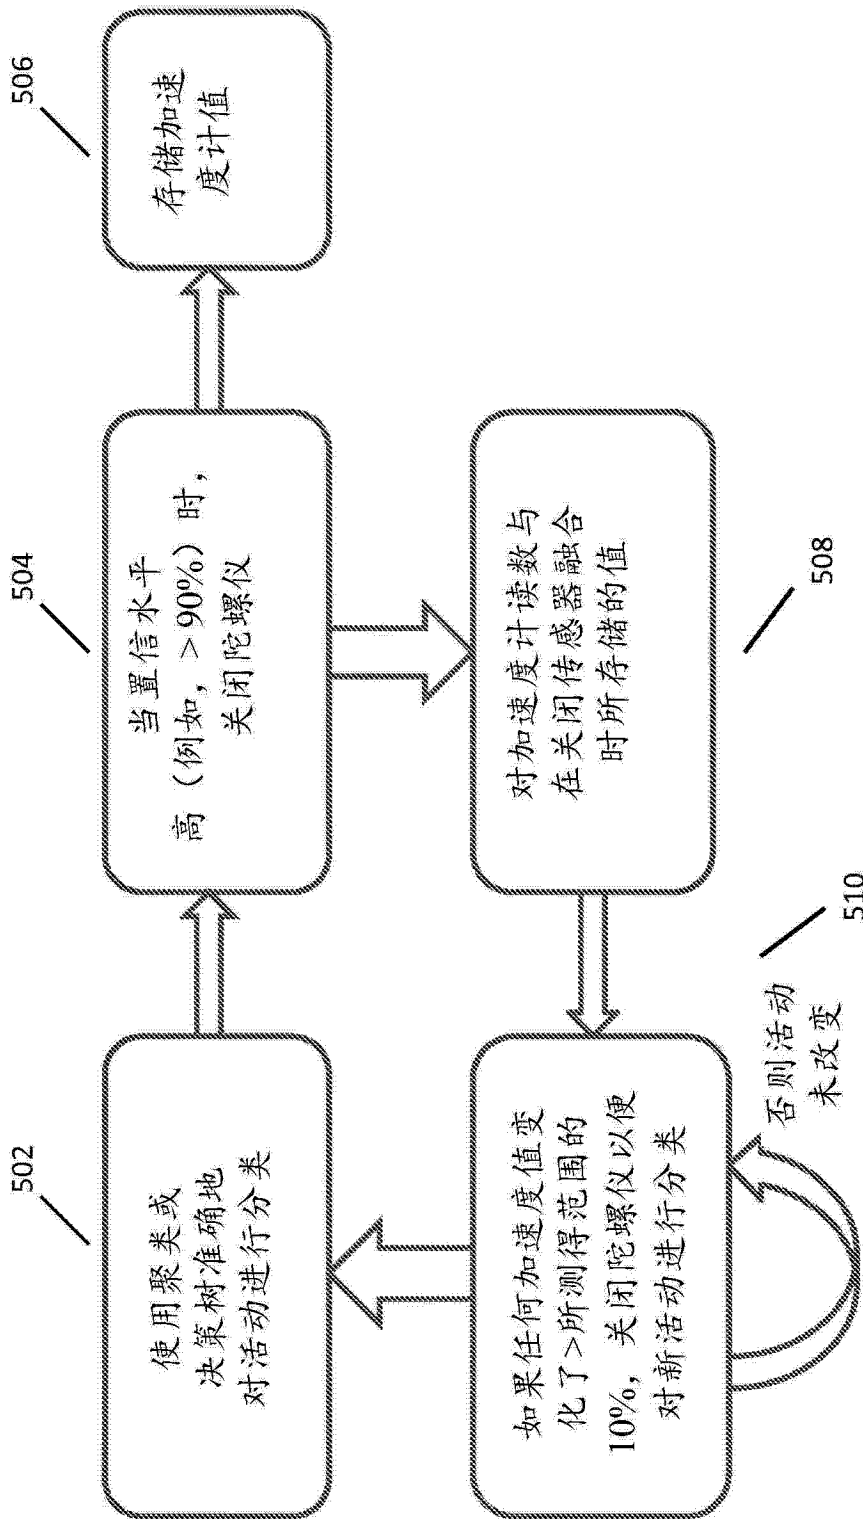 502
使用聚类或
决策树准确地
对活动进行分类
504
当置信水平
高（例如，>90%）时，
关闭陀螺仪
506
存储加速
度计值
如果任何加速度值变
化了>所测得范围的
10%，关闭陀螺仪以便
对新活动进行分类
对加速度计读数与
在关闭传感器融合
时所存储的值
508
否则活动
未改变
510